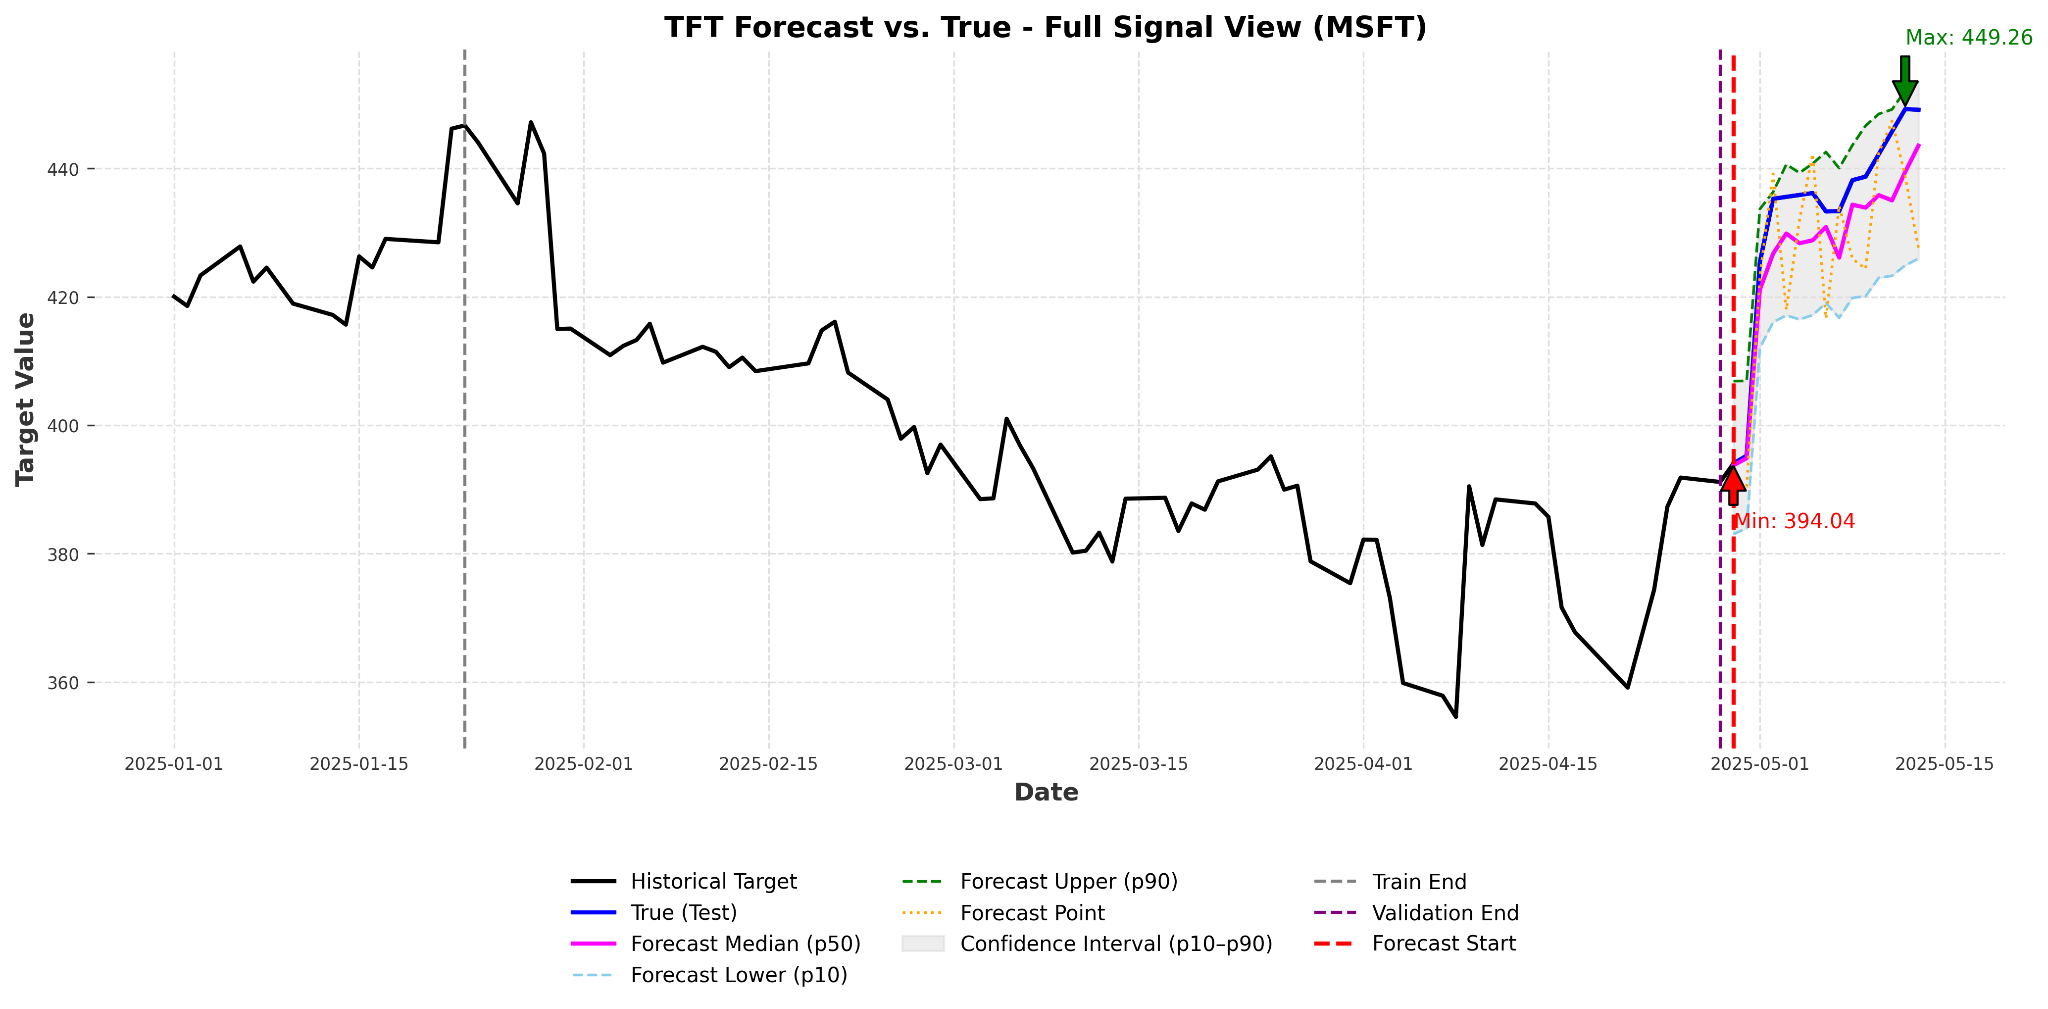 TFT Forecast vs. True - Full Signal View (MSFT)
Max: 449.26
Target Value
440
420
400
380
360
Min: 394.04
2025-01-01
2025-01-15
2025-02-01
2025-02-15
2025-03-01
2025-03-15
2025-04-01
2025-04-15
2025-05-01
2025-05-15
Date
Historical Target
True (Test)
Forecast Median (p50)
Forecast Lower (p10)
Forecast Upper (p90)
Forecast Point
Confidence Interval (p10–p90)
Train End
Validation End
Forecast Start